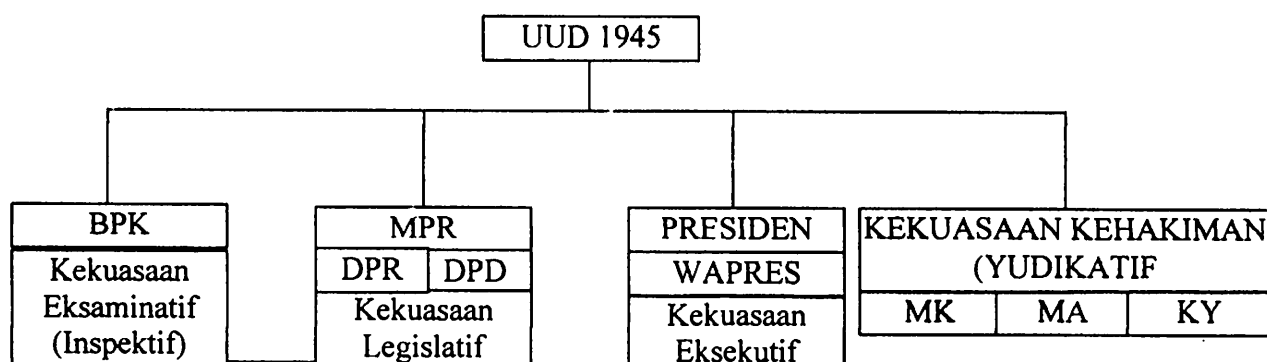 UUD 1945
BPK
Kekuasaan
Eksaminatif
(Inspektif)
MPR
DPR DPD
Kekuasaan
Legislatif
PRESIDEN
WAPRES
Kekuasaan
Eksekutif
KEKUASAAN KEHAKIMAN
(YUDIKATIF
MK MA KY